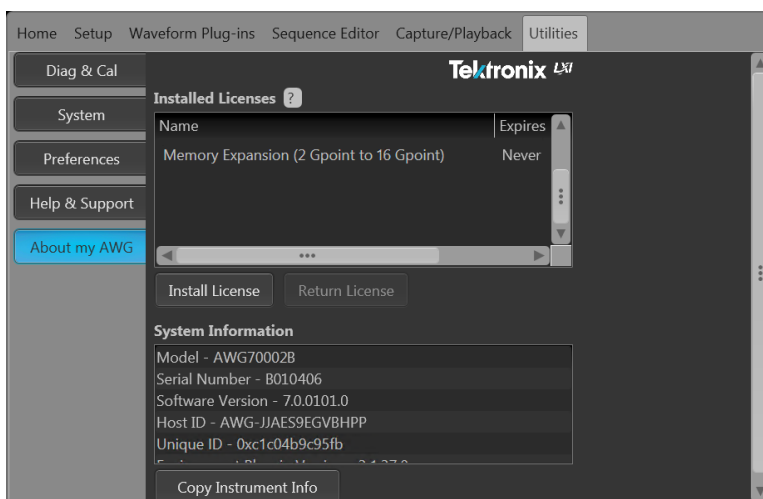 Home Setup Waveform Plug-ins Sequence Editor Capture/Playback Utilities
Diag & Cal
System
Preferences
Help & Support
About my AWG
Tektronix LXI
Installed Licenses ?
Name Expires
Memory Expansion (2 Gpoint to 16 Gpoint) Never
Install License Return License
System Information
Model - AWG70002B
Serial Number - B010406
Software Version - 7.0.0101.0
Host ID - AWG-JJAES9EGVBHPP
Unique ID - 0xc1c04b9c95fb
Copy Instrument Info